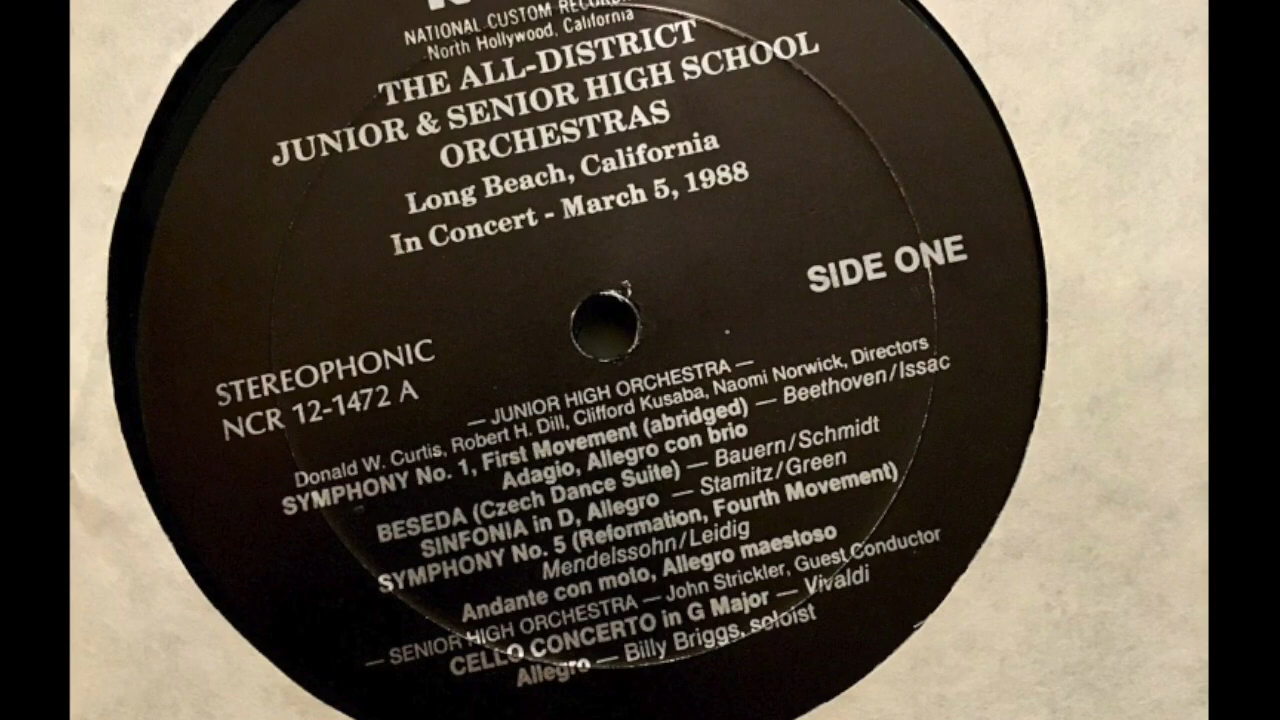 NATIONAL CUSTOM RECORD
North Hollywood, California
THE ALL-DISTRICT
JUNIOR & SENIOR HIGH SCHOOL
ORCHESTRAS
Long Beach, California
In Concert - March 5, 1988
SIDE ONE
STEREOPHONIC
NCR 12-1472 A
— JUNIOR HIGH ORCHESTRA —
Donald W. Curtis, Robert H. Dill, Clifford Kusaba, Naomi Norwick, Directors
SYMPHONY No. 1, First Movement (abridged) — Beethoven/Issac
Adagio, Allegro con brio
BESEDA (Czech Dance Suite) — Bauern/Schmidt
SINFONIA in D, Allegro — Stamitz/Green
SYMPHONY No. 5 (Reformation, Fourth Movement)
Mendelssohn/Leidig
Andante con moto, Allegro maestoso
— SENIOR HIGH ORCHESTRA — John Strickler, Guest Conductor
CELLO CONCERTO in G Major — Vivaldi
Allegro — Billy Briggs, soloist